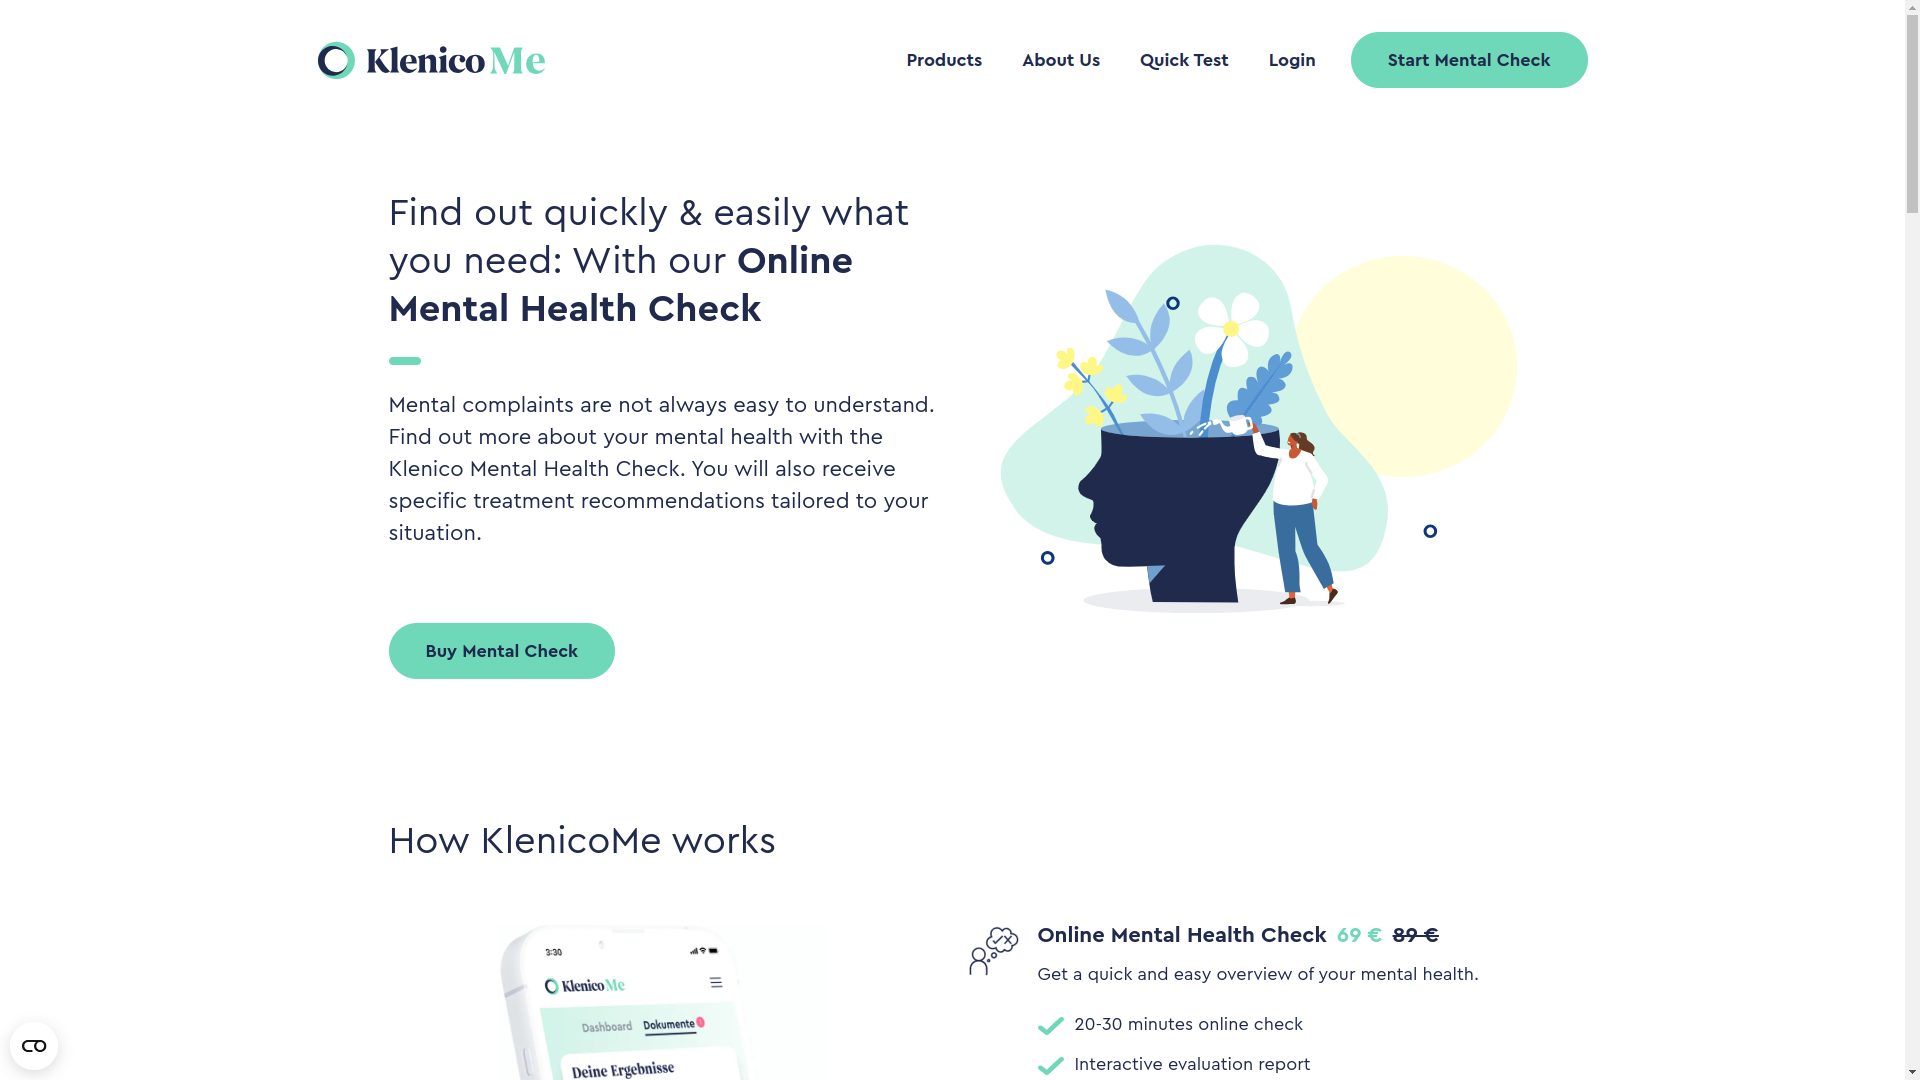 Klenico Me
Products
About Us
Quick Test
Login
Start Mental Check
Find out quickly & easily what
you need: With our Online
Mental Health Check
Mental complaints are not always easy to understand.
Find out more about your mental health with the
Klenico Mental Health Check. You will also receive
specific treatment recommendations tailored to your
situation.
Buy Mental Check
How KlenicoMe works
3:30
Klenico Me
Dashboard
Dokumente
Deine Ergebnisse
Online Mental Health Check 69 € 89 €
Get a quick and easy overview of your mental health.
20-30 minutes online check
Interactive evaluation report